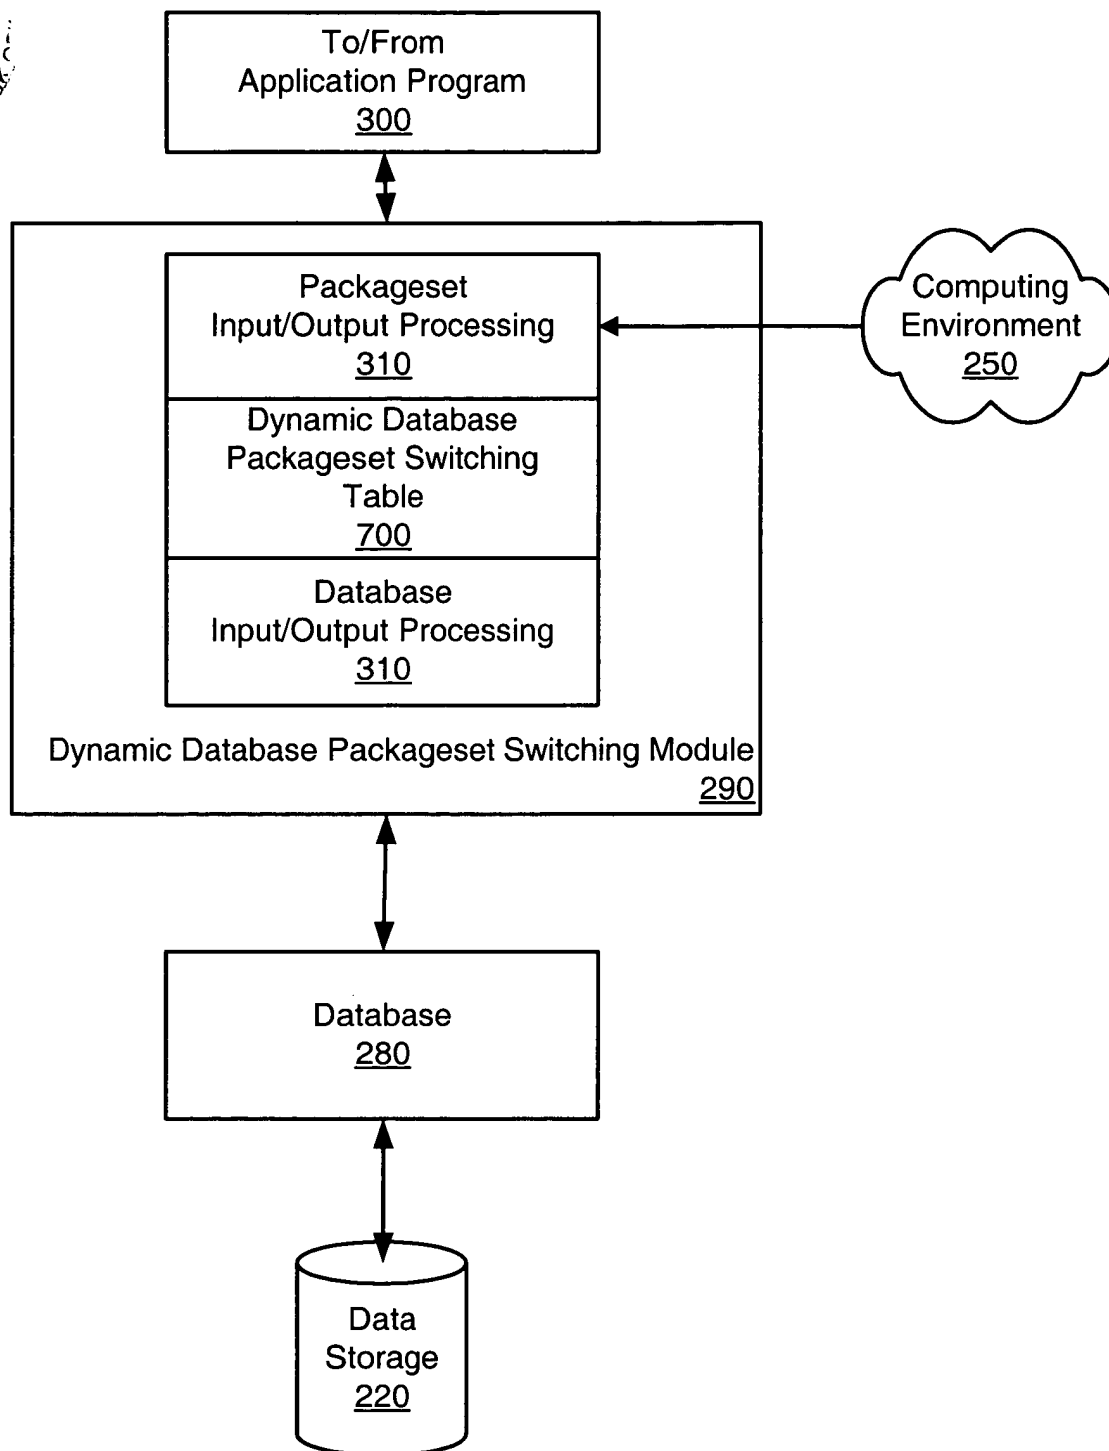 To/From
Application Program
300
Packageset
Input/Output Processing
310
Computing
Environment
250
Dynamic Database
Packageset Switching
Table
700
Database
Input/Output Processing
310
Dynamic Database Packageset Switching Module
290
Database
280
Data
Storage
220